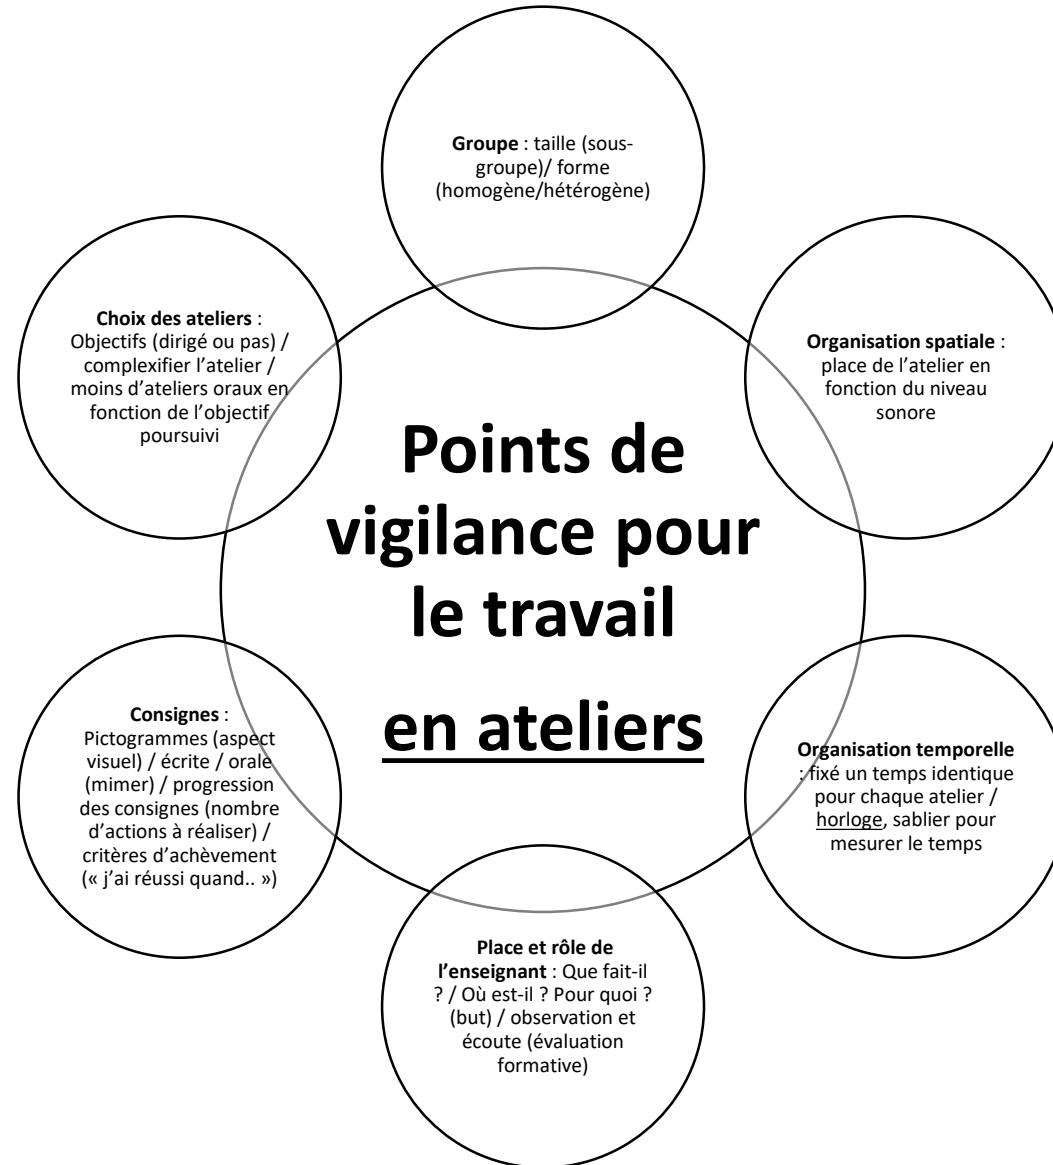 Groupe : taille (sous-
groupe)/ forme
(homogène/hétérogène)
Choix des ateliers :
Objectifs (dirigé ou pas) /
complexifier l’atelier /
moins d’ateliers oraux en
fonction de l’objectif
poursuivi
Organisation spatiale :
place de l’atelier en
fonction du niveau
sonore
Points de
vigilance pour
le travail
en ateliers
Consignes :
Pictogrammes (aspect
visuel) / écrite / orale
(mimer) / progression
des consignes (nombre
d’actions à réaliser) /
critères d’achèvement
(« j’ai réussi quand.. »)
Organisation temporelle
: fixé un temps identique
pour chaque atelier /
horloge, sablier pour
mesurer le temps
Place et rôle de
l’enseignant : Que fait-il
? / Où est-il ? Pour quoi ?
(but) / observation et
écoute (évaluation
formative)